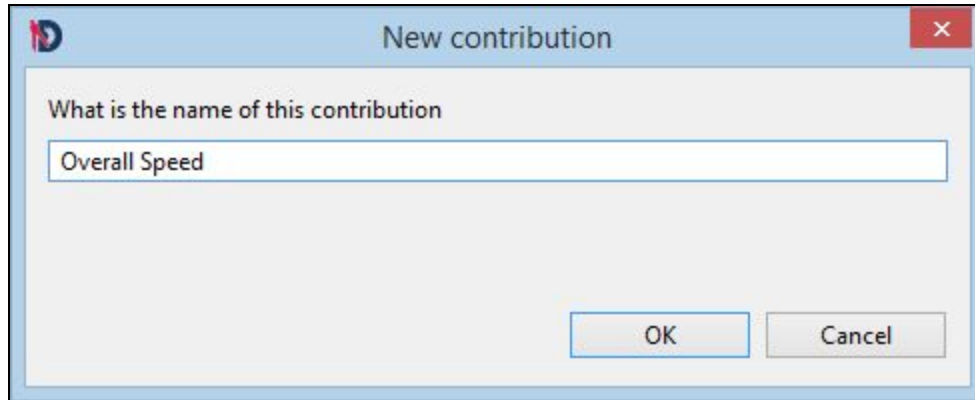 New contribution
What is the name of this contribution
Overall Speed
OK Cancel